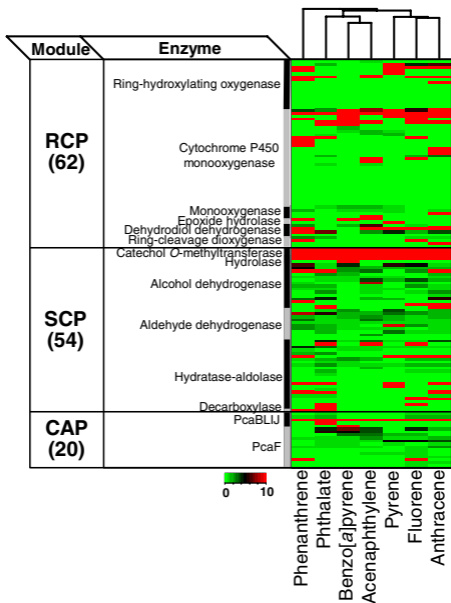 Module
Enzyme
RCP
(62)
Ring-hydroxylating oxygenase
Cytochrome P450
monooxygenase
Monooxygenase
Epoxide hydrolase
Dehydrodiol dehydrogenase
Ring-cleavage dioxygenase
SCP
(54)
Catechol O-methyltransferase
Hydrolase
Alcohol dehydrogenase
Aldehyde dehydrogenase
Hydratase-aldolase
Decarboxylase
CAP
(20)
PcaBLIJ
PcaF
0
10
Phenanthrene
Phthalate
Benzo[a]pyrene
Acenaphthylene
Pyrene
Fluorene
Anthracene